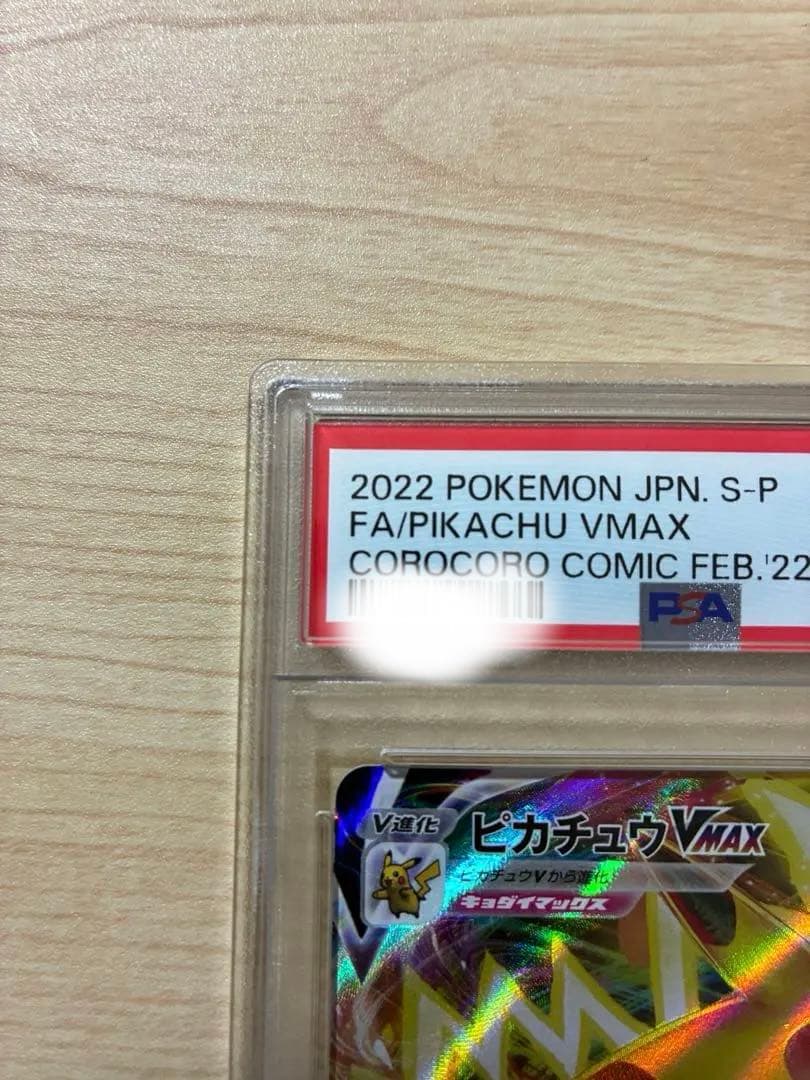 2022 POKEMON JPN. S-P
FA/PIKACHU VMAX
COROCORO COMIC FEB.'22
PSA
V進化
ピカチュウVMAX
ピカチュウVから進化
キョダイマックス